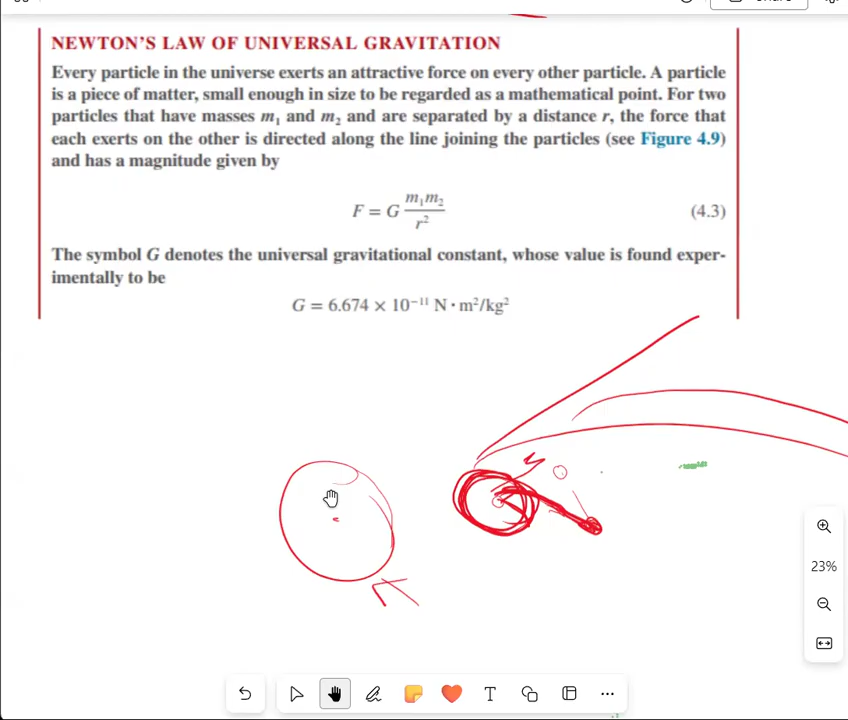 NEWTON'S LAW OF UNIVERSAL GRAVITATION
Every particle in the universe exerts an attractive force on every other particle. A particle
is a piece of matter, small enough in size to be regarded as a mathematical point. For two
particles that have masses m₁ and m₂ and are separated by a distance r, the force that
each exerts on the other is directed along the line joining the particles (see Figure 4.9)
and has a magnitude given by
F = G m₁m₂ / r² (4.3)
The symbol G denotes the universal gravitational constant, whose value is found exper-
imentally to be
G = 6.674 × 10⁻¹¹ N · m²/kg²
23%
T